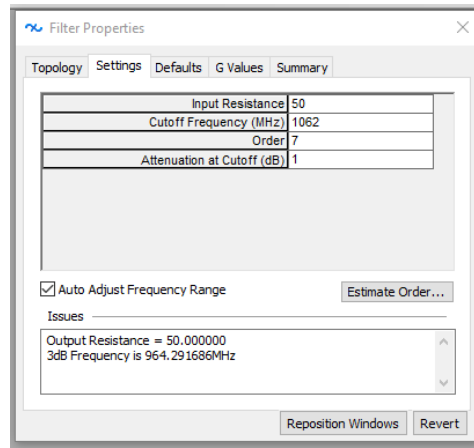 Filter Properties
Topology Settings Defaults G Values Summary
Input Resistance 50
Cutoff Frequency (MHz) 1062
Order 7
Attenuation at Cutoff (dB) 1
Auto Adjust Frequency Range Estimate Order...
Issues
Output Resistance = 50.000000
3dB Frequency is 964.291686MHz
Reposition Windows Revert